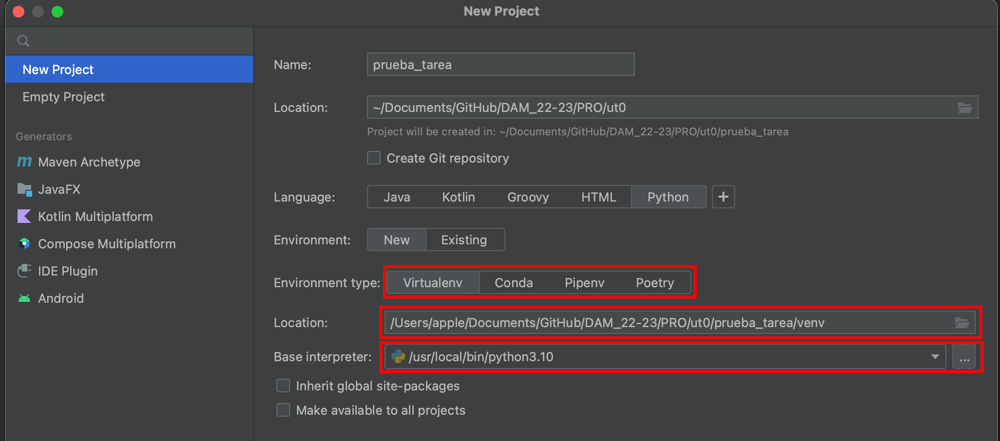 New Project
New Project
Empty Project
Generators
Maven Archetype
JavaFX
Kotlin Multiplatform
Compose Multiplatform
IDE Plugin
Android
Name: prueba_tarea
Location: ~/Documents/GitHub/DAM_22-23/PRO/ut0
Project will be created in: ~/Documents/GitHub/DAM_22-23/PRO/ut0/prueba_tarea
Create Git repository
Language: Java Kotlin Groovy HTML Python +
Environment: New Existing
Environment type: Virtualenv Conda Pipenv Poetry
Location: /Users/apple/Documents/GitHub/DAM_22-23/PRO/ut0/prueba_tarea/venv
Base interpreter: /usr/local/bin/python3.10 ...
Inherit global site-packages
Make available to all projects